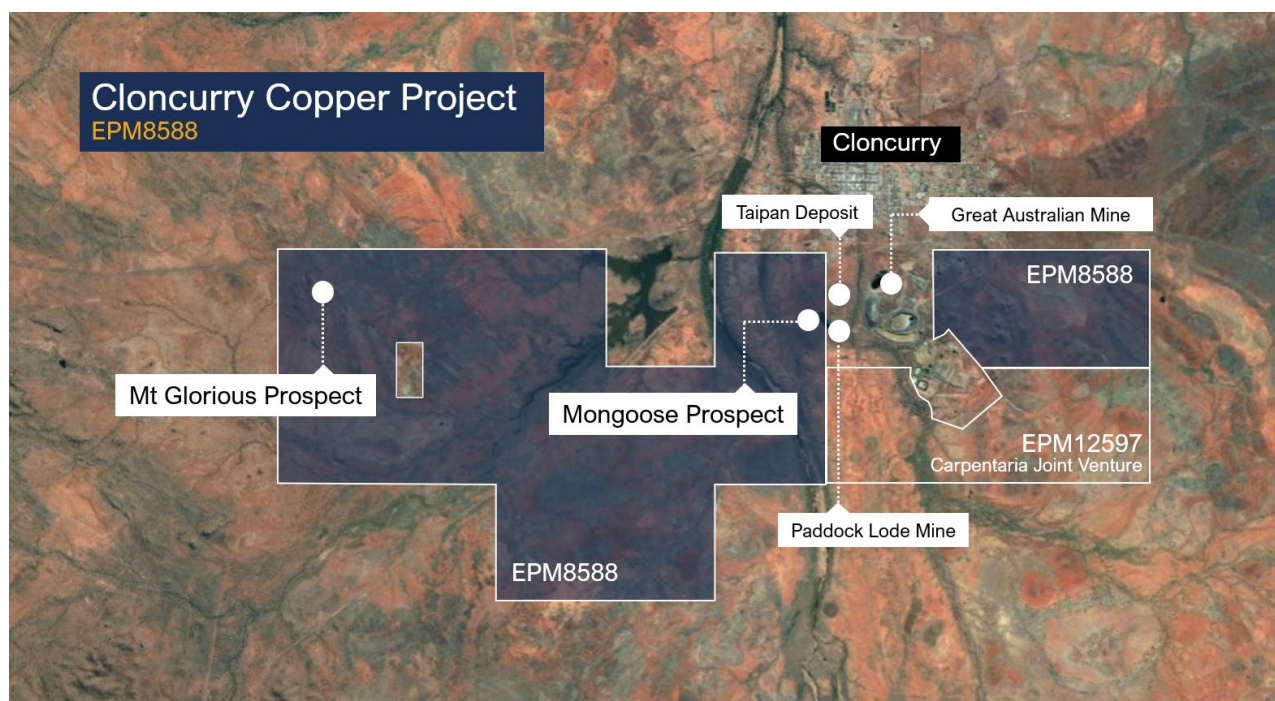 Cloncurry Copper Project
EPM8588
Cloncurry
Taipan Deposit
Great Australian Mine
EPM8588
Mt Glorious Prospect
Mongoose Prospect
EPM12597
Carpentaria Joint Venture
Paddock Lode Mine
EPM8588